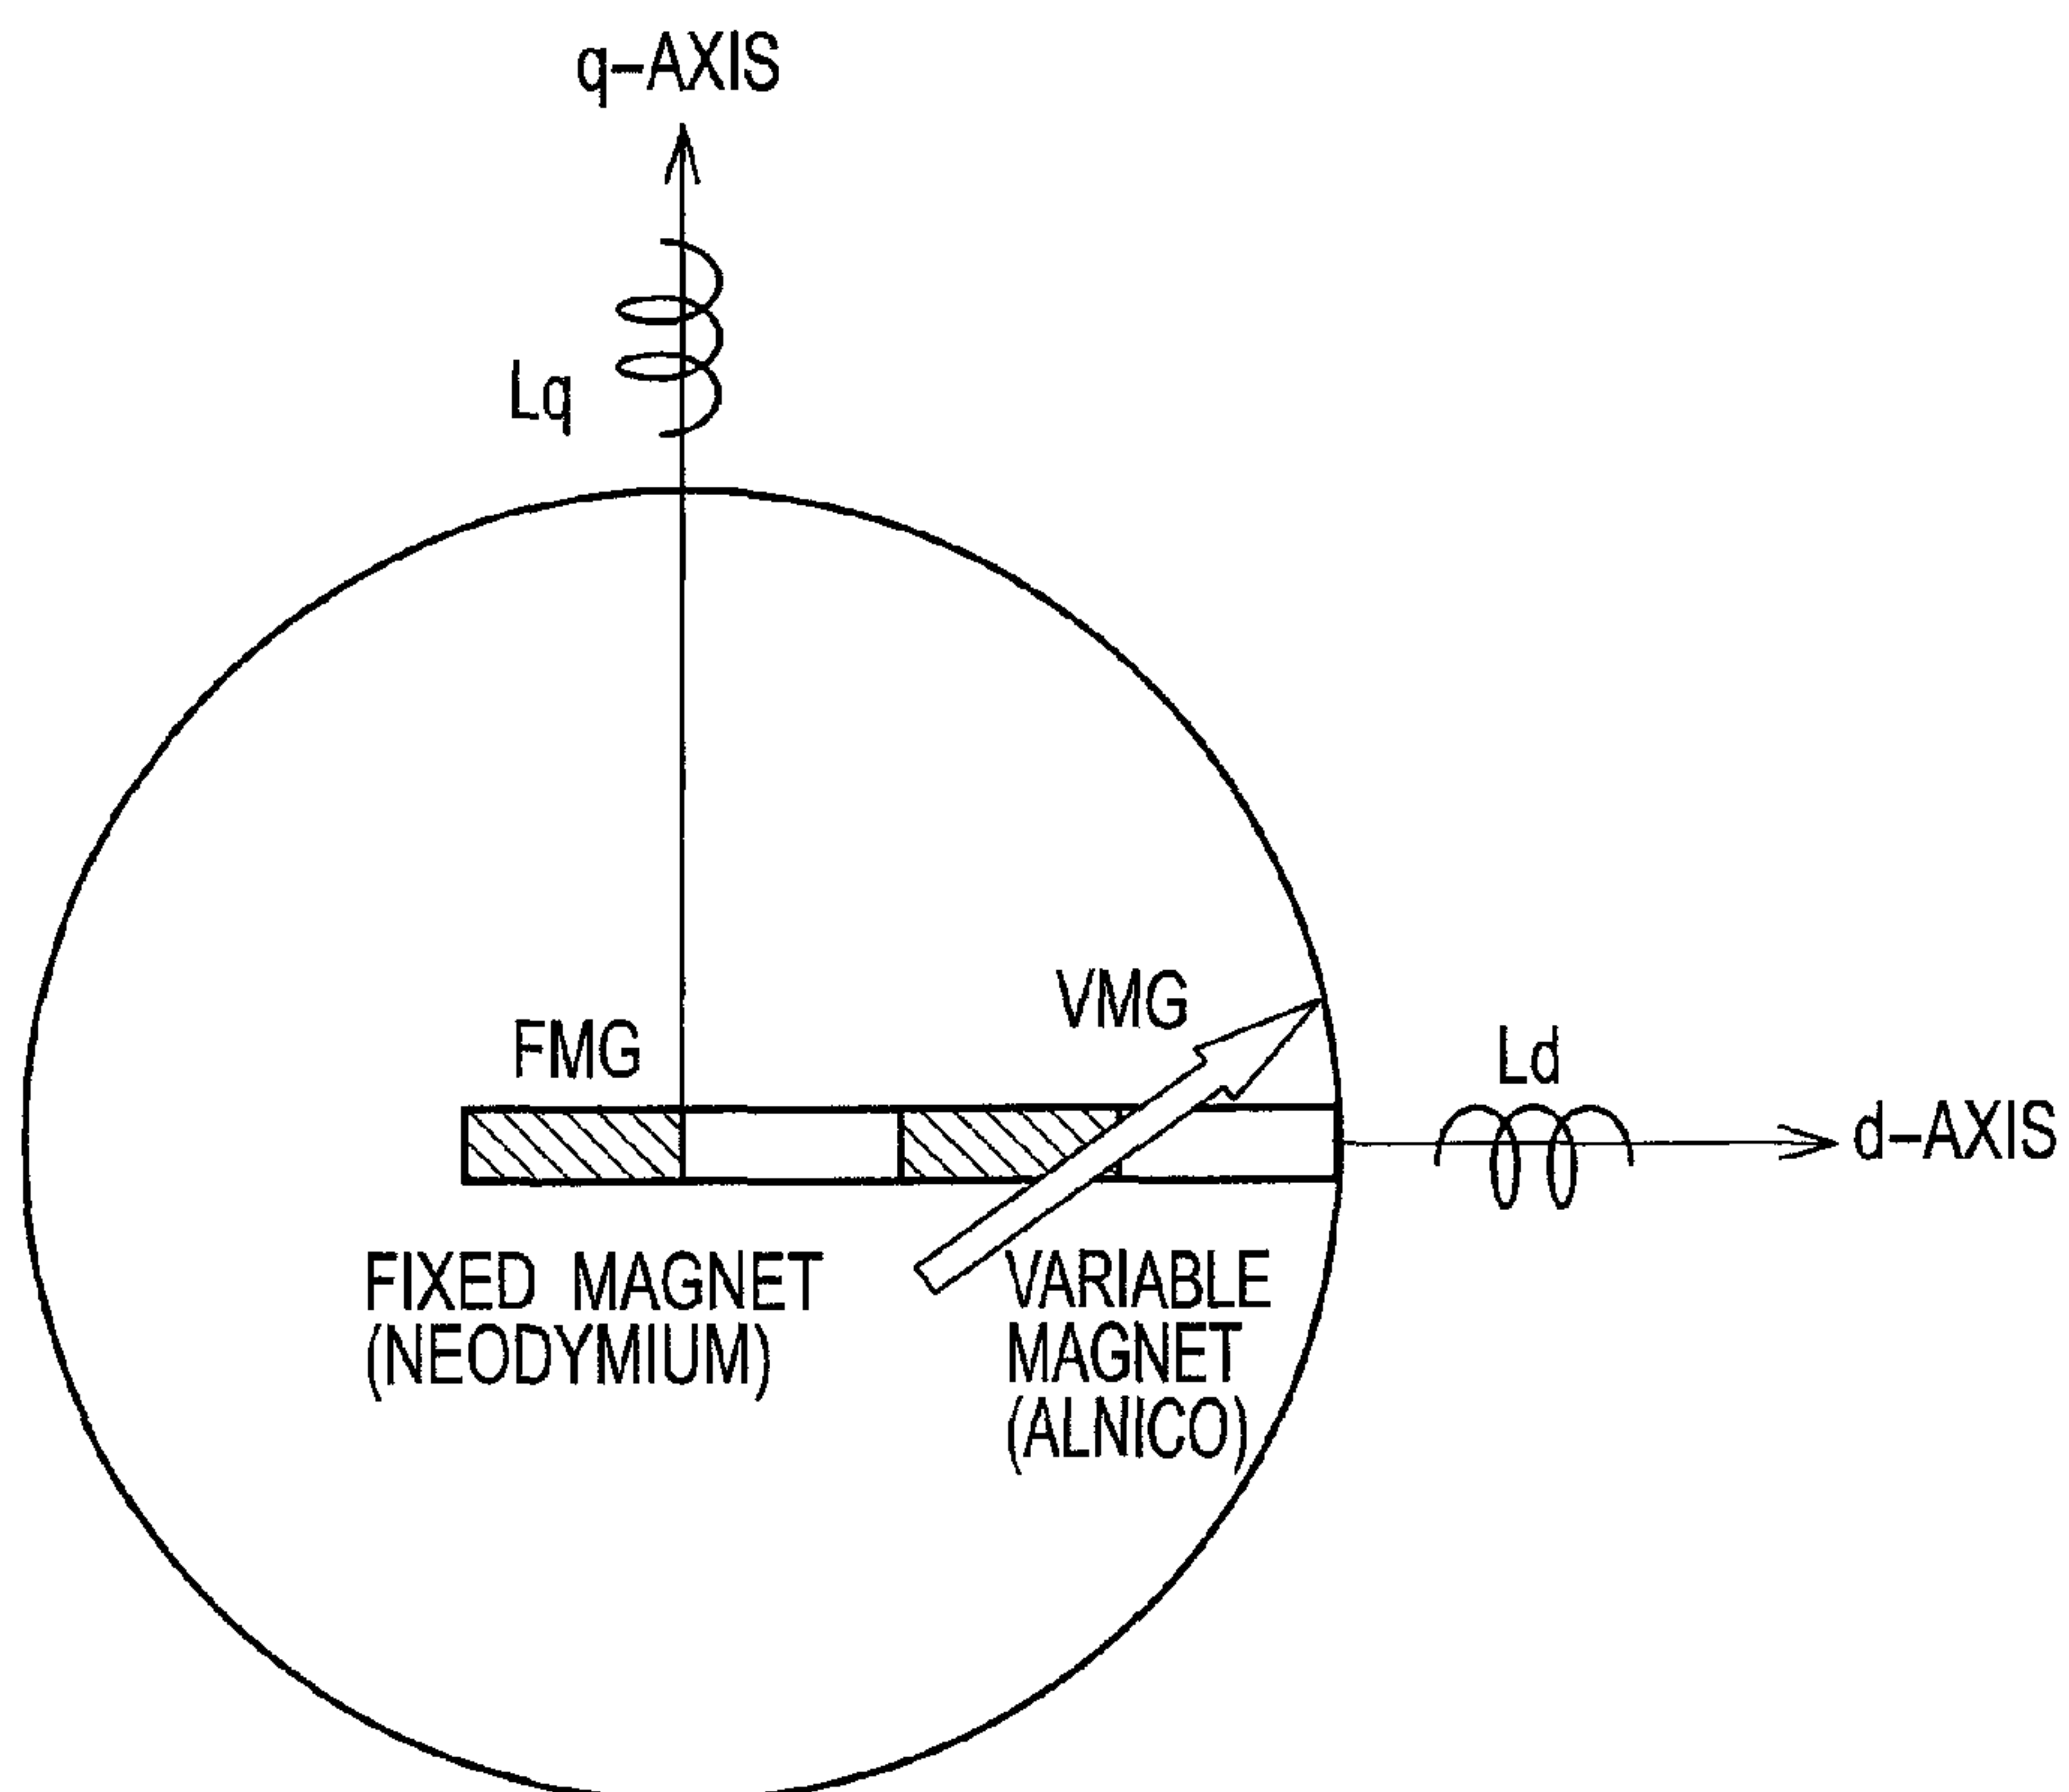 q-AXIS
Lq
VMG
FMG
Ld
d-AXIS
FIXED MAGNET
(NEODYMIUM)
VARIABLE
MAGNET
(ALNICO)